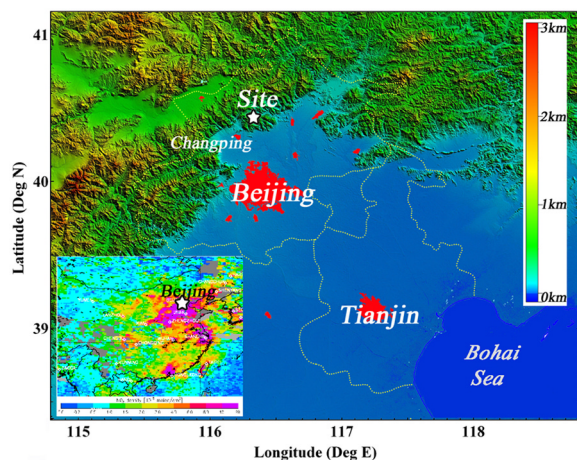 41
3km
Site
2km
Changping
40
Beijing
Latitude (Deg N)
1km
Beijing
Tianjin
0km
39
Bohai
Sea
115
116
117
118
Longitude (Deg E)